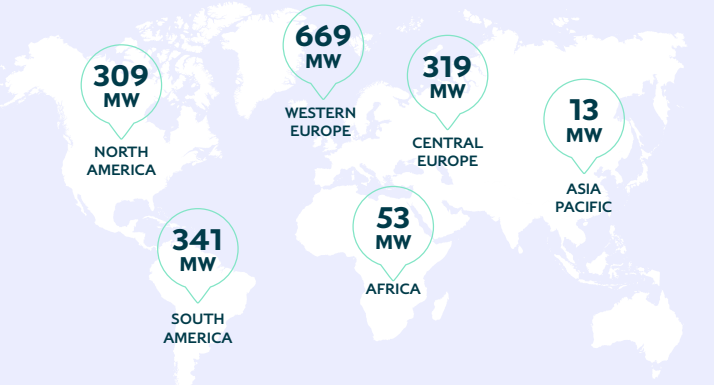 309
MW
NORTH
AMERICA
669
MW
WESTERN
EUROPE
319
MW
CENTRAL
EUROPE
13
MW
ASIA
PACIFIC
341
MW
SOUTH
AMERICA
53
MW
AFRICA